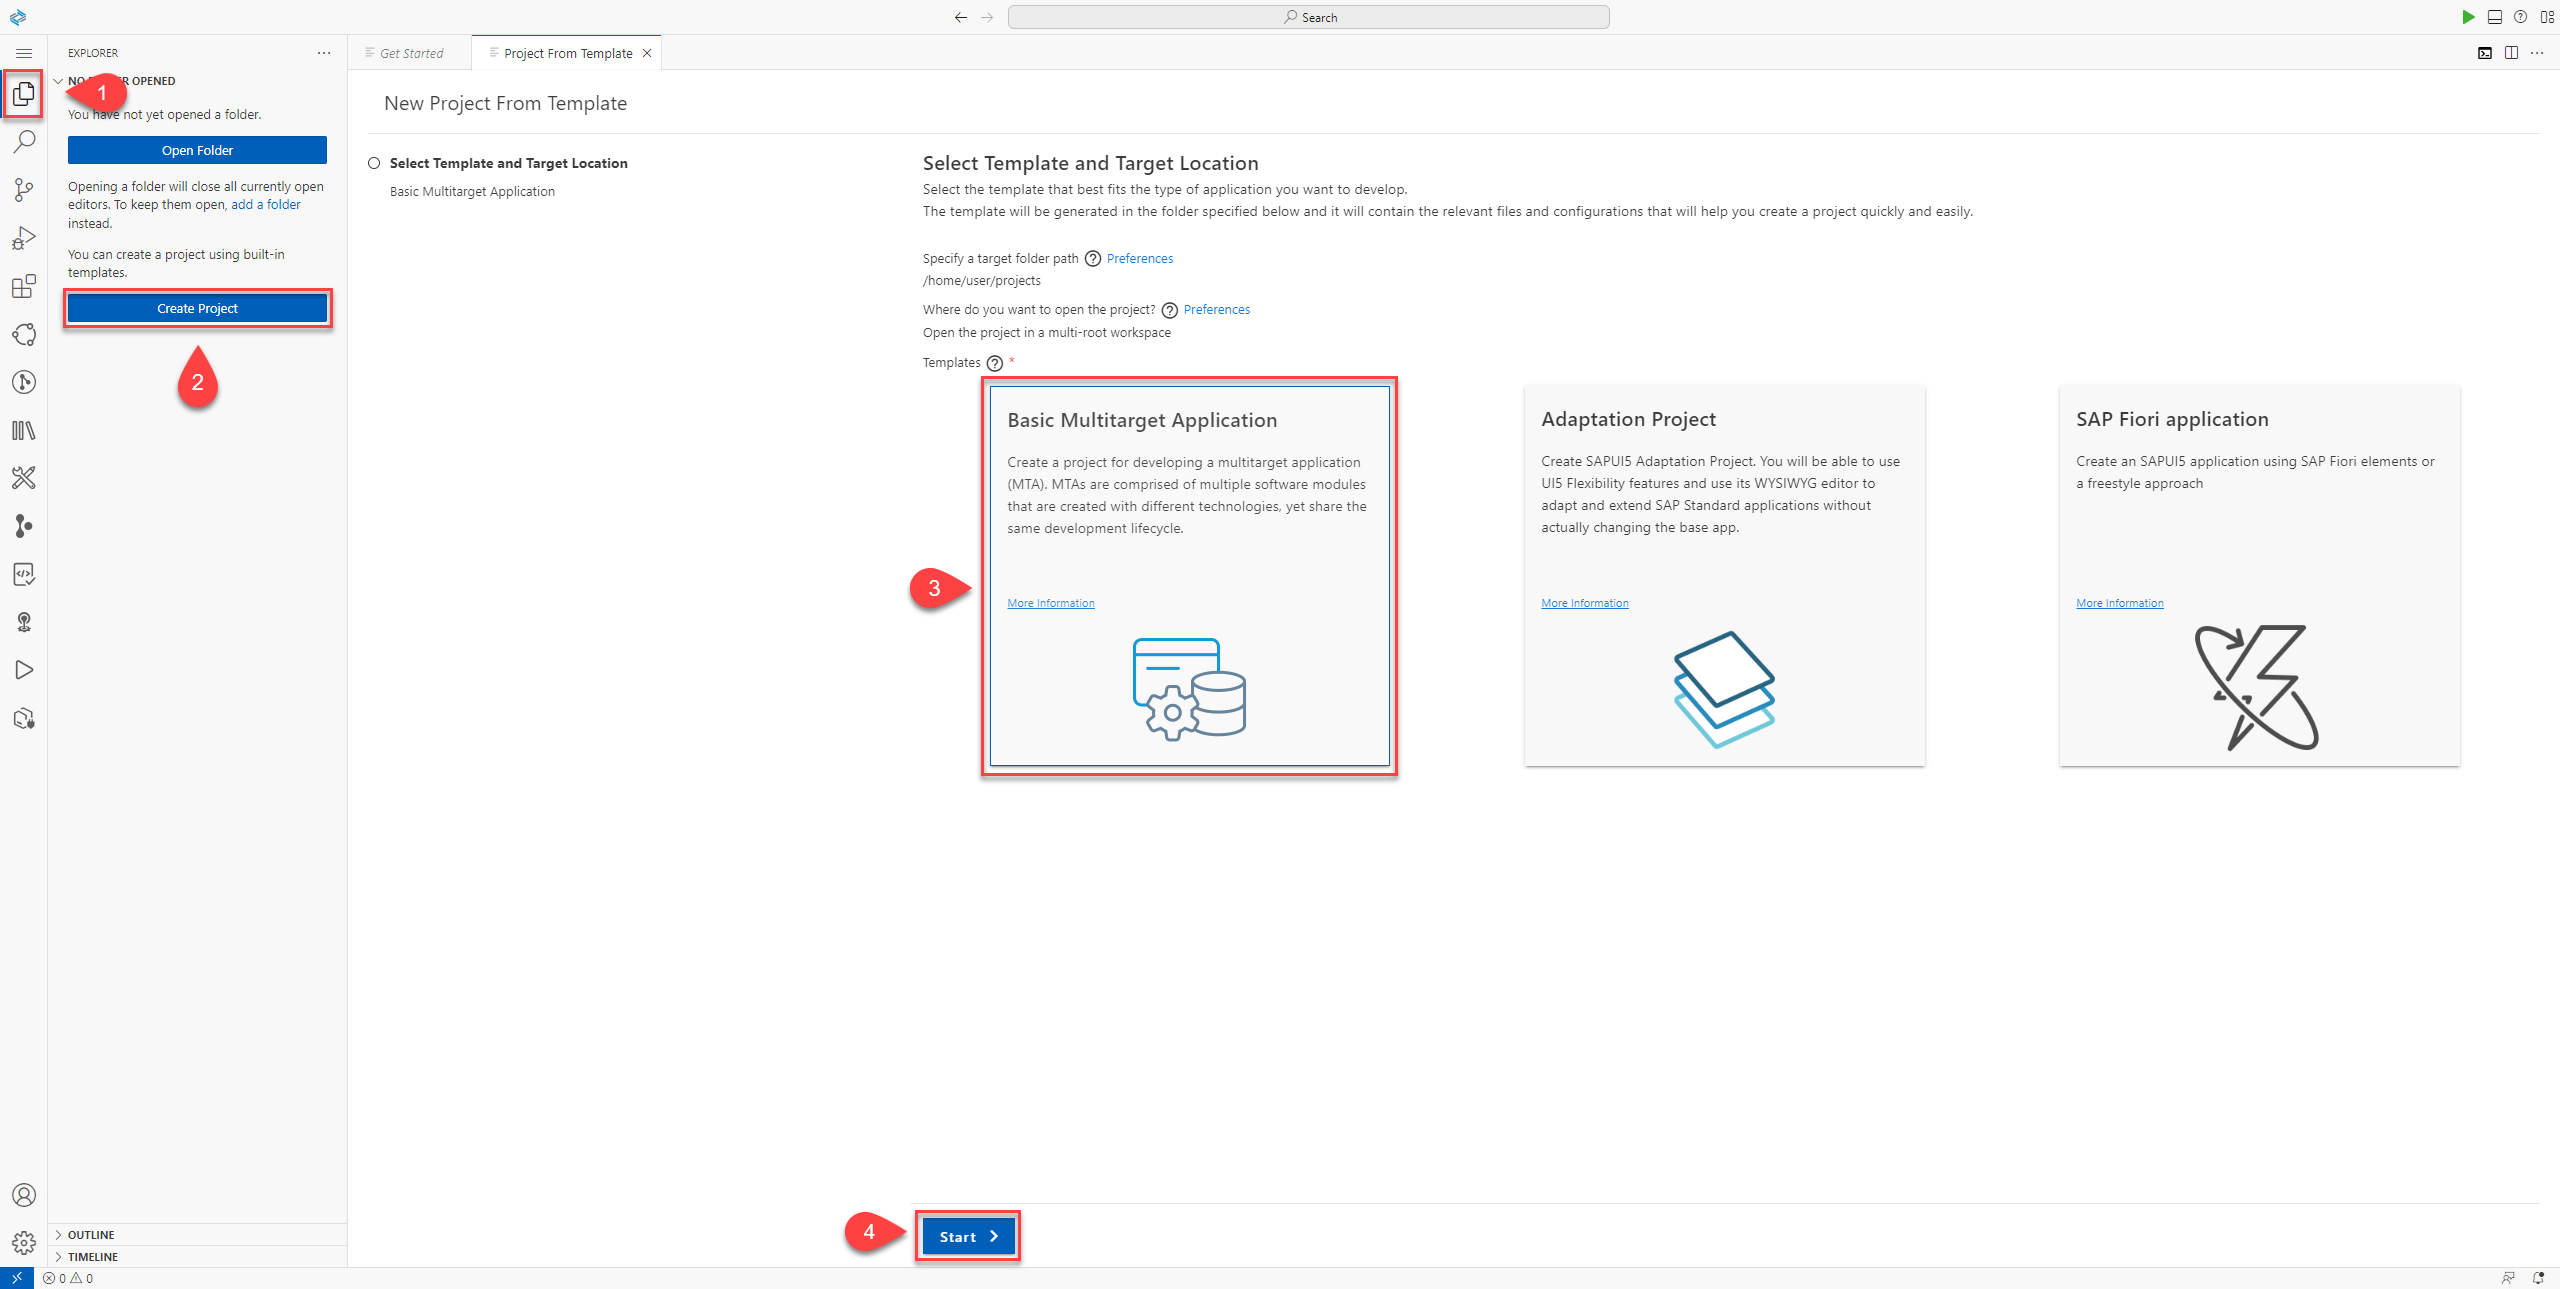 Search
EXPLORER
Get Started
Project From Template
OPENED
1
You have not yet opened a folder.
Open Folder
Opening a folder will close all currently open
editors. To keep them open, add a folder
instead.
You can create a project using built-in
templates.
Create Project
2
New Project From Template
Select Template and Target Location
Basic Multitarget Application
Select Template and Target Location
Select the template that best fits the type of application you want to develop.
The template will be generated in the folder specified below and it will contain the relevant files and configurations that will help you create a project quickly and easily.
Specify a target folder path ? Preferences
/home/user/projects
Where do you want to open the project? ? Preferences
Open the project in a multi-root workspace
Templates ? *
3
Basic Multitarget Application
Create a project for developing a multitarget application
(MTA). MTAs are comprised of multiple software modules
that are created with different technologies, yet share the
same development lifecycle.
More Information
Adaptation Project
Create SAPUI5 Adaptation Project. You will be able to use
UI5 Flexibility features and use its WYSIWYG editor to
adapt and extend SAP Standard applications without
actually changing the base app.
More Information
SAP Fiori application
Create an SAPUI5 application using SAP Fiori elements or
a freestyle approach
More Information
4
Start
OUTLINE
TIMELINE
0 0